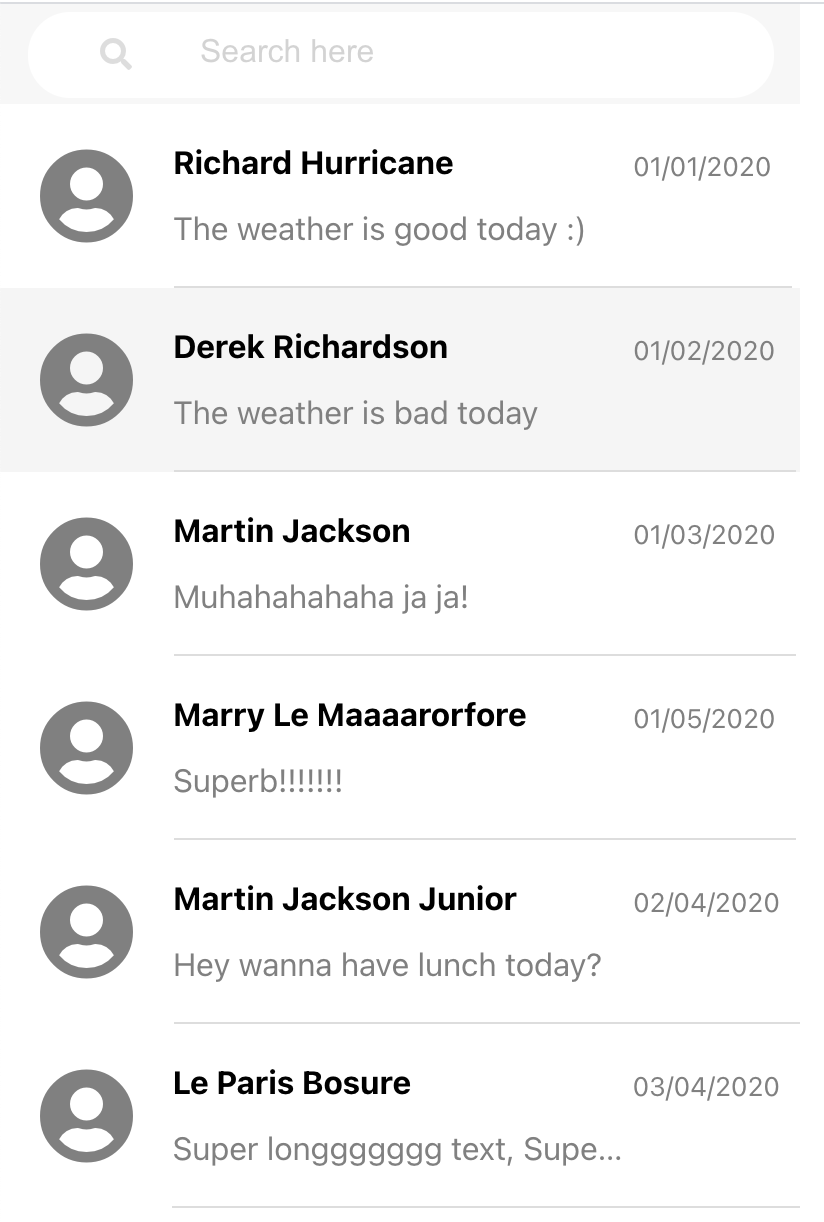 Search here
Richard Hurricane
01/01/2020
The weather is good today :)
Derek Richardson
01/02/2020
The weather is bad today
Martin Jackson
01/03/2020
Muhahahahaha ja ja!
Marry Le Maaaarorfore
01/05/2020
Superb!!!!!!!
Martin Jackson Junior
02/04/2020
Hey wanna have lunch today?
Le Paris Bosure
03/04/2020
Super longgggggg text, Supe...